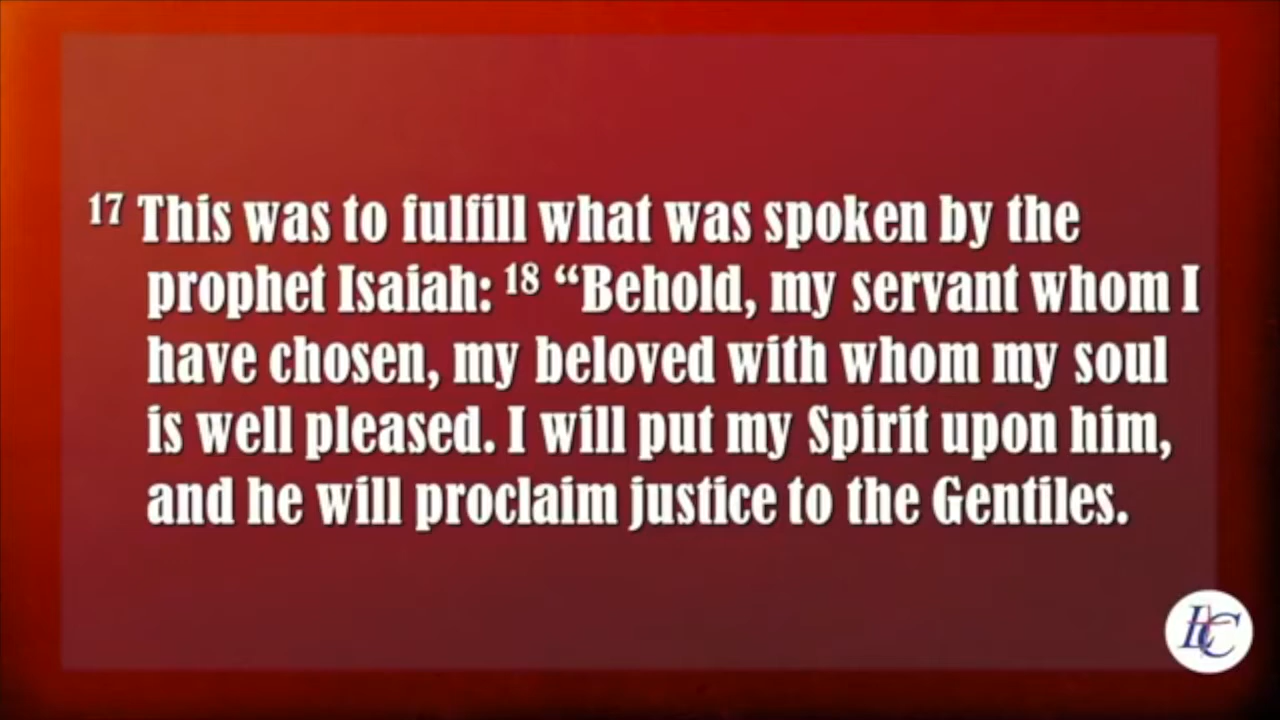 17 This was to fulfill what was spoken by the
prophet Isaiah: 18 “Behold, my servant whom I
have chosen, my beloved with whom my soul
is well pleased. I will put my Spirit upon him,
and he will proclaim justice to the Gentiles.